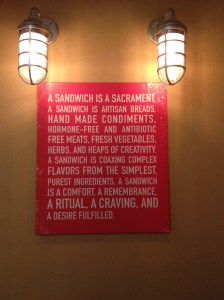 A SANDWICH IS A SACRAMENT.
A SANDWICH IS ARTISAN BREADS,
HAND MADE CONDIMENTS,
HORMONE-FREE AND ANTIBIOTIC
FREE MEATS, FRESH VEGETABLES,
HERBS, AND HEAPS OF CREATIVITY.
A SANDWICH IS COAXING COMPLEX
FLAVORS FROM THE SIMPLEST,
PUREST INGREDIENTS. A SANDWICH
IS A COMFORT, A REMEMBRANCE,
A RITUAL, A CRAVING, AND
A DESIRE FULFILLED.